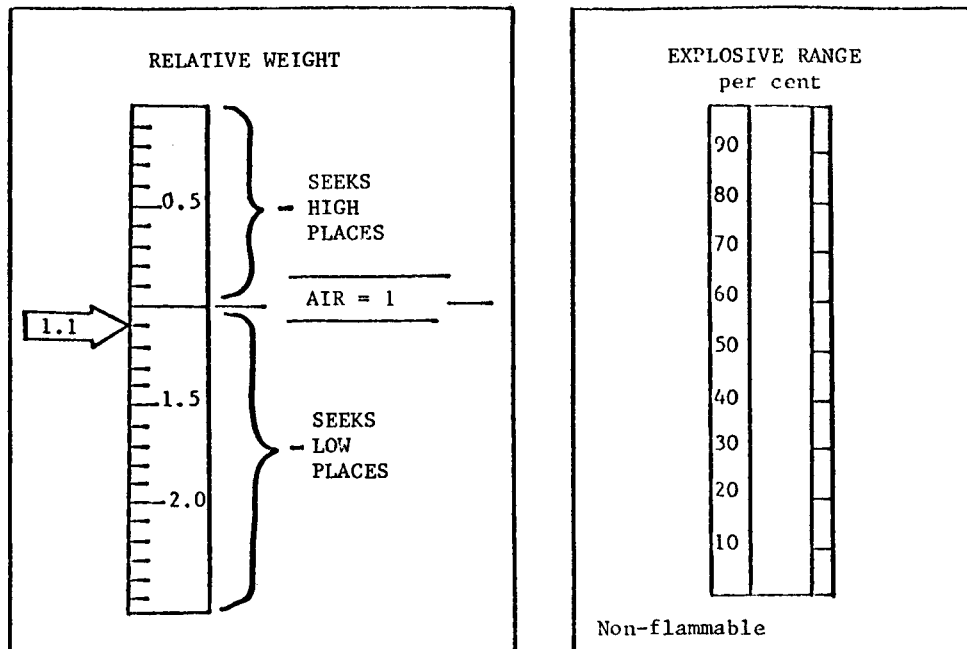 RELATIVE WEIGHT
0.5
SEEKS
HIGH
PLACES
AIR = 1
1.1
1.5
SEEKS
LOW
PLACES
2.0
EXPLOSIVE RANGE
per cent
90
80
70
60
50
40
30
20
10
Non-flammable